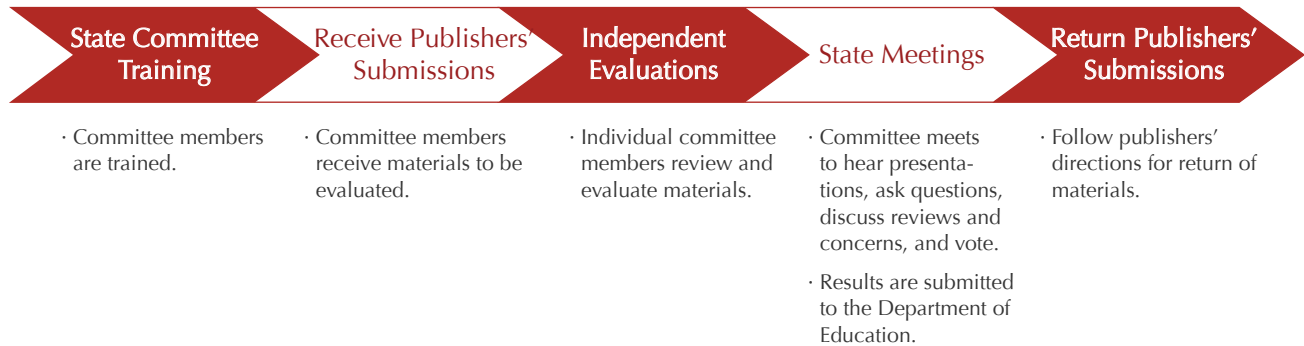 State Committee
Training
Receive Publishers’
Submissions
Independent
Evaluations
State Meetings
Return Publishers’
Submissions
· Committee members
are trained.
· Committee members
receive materials to be
evaluated.
· Individual committee
members review and
evaluate materials.
· Committee meets
to hear presenta-
tions, ask questions,
discuss reviews and
concerns, and vote.
· Results are submitted
to the Department of
Education.
· Follow publishers’
directions for return of
materials.